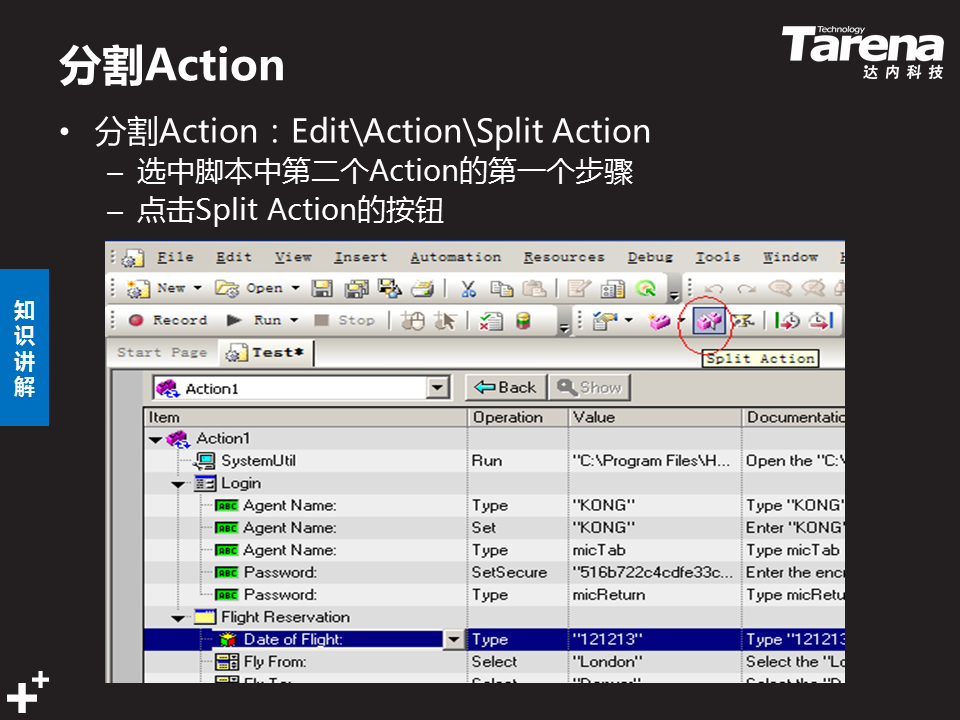 分割Action
Technology
Tarena
达内科技
• 分割Action：Edit\Action\Split Action
– 选中脚本中第二个Action的第一个步骤
– 点击Split Action的按钮
知识讲解
File Edit View Insert Automation Resources Debug Tools Window
New Open
Record Run Stop
Split Action
Start Page Test*
Action1 Back Show
Item Operation Value Documentatic
Action1
SystemUtil Run "C:\Program Files\H... Open the "C:\
Login
Agent Name: Type "KONG" Type "KONG"
Agent Name: Set "KONG" Enter "KONG"
Agent Name: Type micTab Type micTab
Password: SetSecure "516b722c4cdfe33c... Enter the encr
Password: Type micReturn Type micRetu
Flight Reservation
Date of Flight: Type "121213" Type "121213
Fly From: Select "London" Select the "Lo